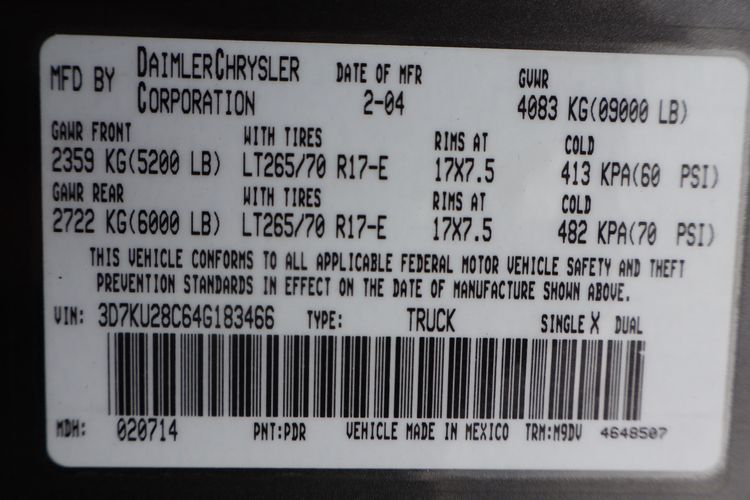 MFD BY DAIMLERCHRYSLER CORPORATION DATE OF MFR 2-04 GVWR 4083 KG(09000 LB)
GAWR FRONT WITH TIRES RIMS AT COLD
2359 KG(5200 LB) LT265/70 R17-E 17X7.5 413 KPA(60 PSI)
GAWR REAR WITH TIRES RIMS AT COLD
2722 KG(6000 LB) LT265/70 R17-E 17X7.5 482 KPA(70 PSI)
THIS VEHICLE CONFORMS TO ALL APPLICABLE FEDERAL MOTOR VEHICLE SAFETY AND THEFT
PREVENTION STANDARDS IN EFFECT ON THE DATE OF MANUFACTURE SHOWN ABOVE.
VIN: 3D7KU28C64G183466 TYPE: TRUCK SINGLE X DUAL
MDH: 020714 PNT:PDR VEHICLE MADE IN MEXICO TRM:M9DV 4648507